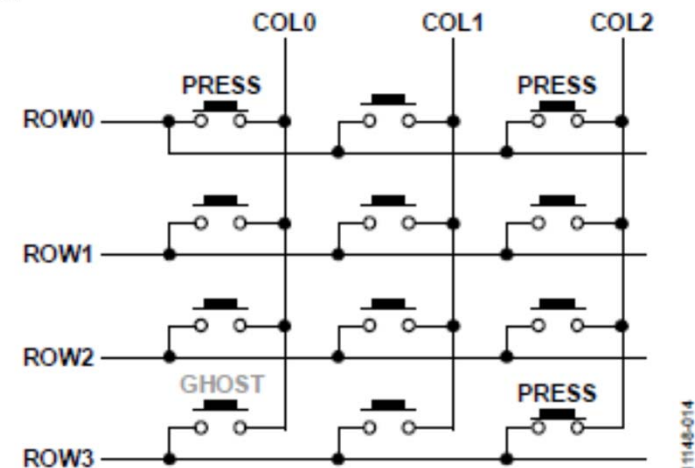 COL0 COL1 COL2
PRESS PRESS
ROW0
ROW1
ROW2
GHOST PRESS
ROW3
11148-014